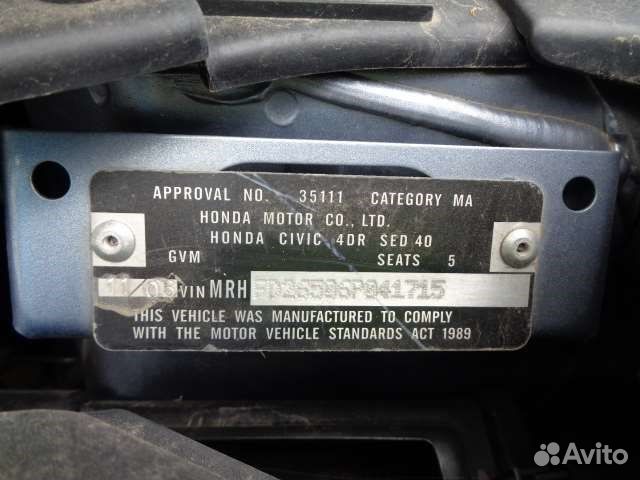 APPROVAL NO. 35111 CATEGORY MA
HONDA MOTOR CO., LTD.
HONDA CIVIC 4DR SED 40
GVM SEATS 5
VIN MRH
THIS VEHICLE WAS MANUFACTURED TO COMPLY
WITH THE MOTOR VEHICLE STANDARDS ACT 1989
Avito